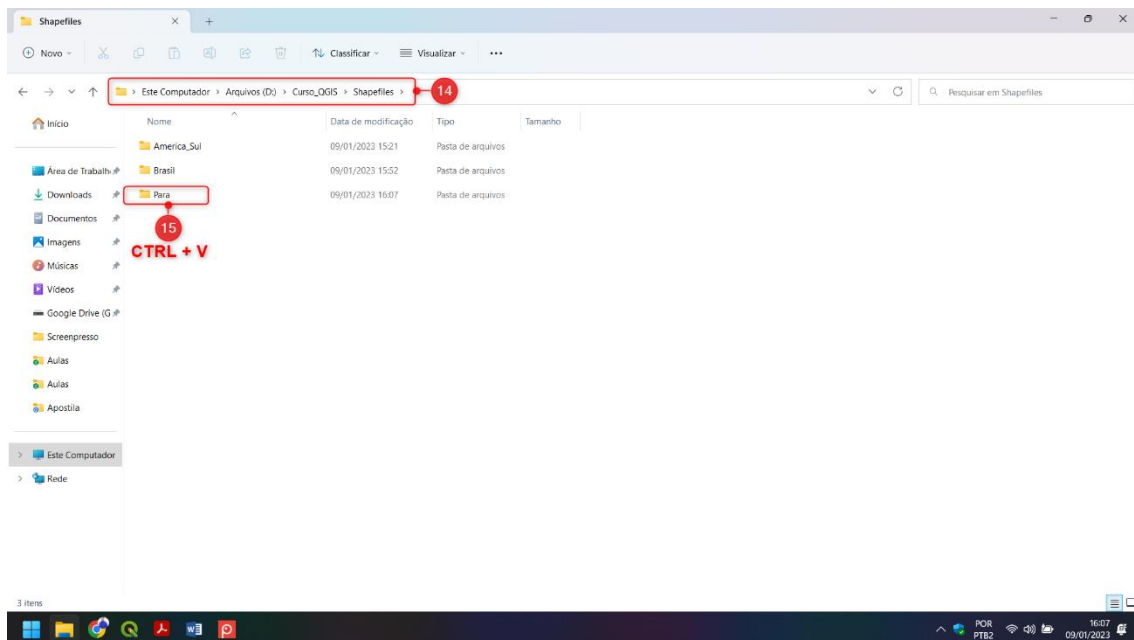 Shapefiles
Novo
Classificar
Visualizar
Este Computador > Arquivos (D:) > Curso_QGIS > Shapefiles >
14
Pesquisar em Shapefiles
Nome Data de modificação Tipo Tamanho
Início
America_Sul 09/01/2023 15:21 Pasta de arquivos
Área de Trabalh
Brasil 09/01/2023 15:52 Pasta de arquivos
Downloads
Para 09/01/2023 16:07 Pasta de arquivos
15
CTRL + V
Documentos
Imagens
Músicas
Vídeos
Google Drive (G
Screenpresso
Aulas
Aulas
Apostila
Este Computador
Rede
3 itens
POR
PTB2
16:07
09/01/2023